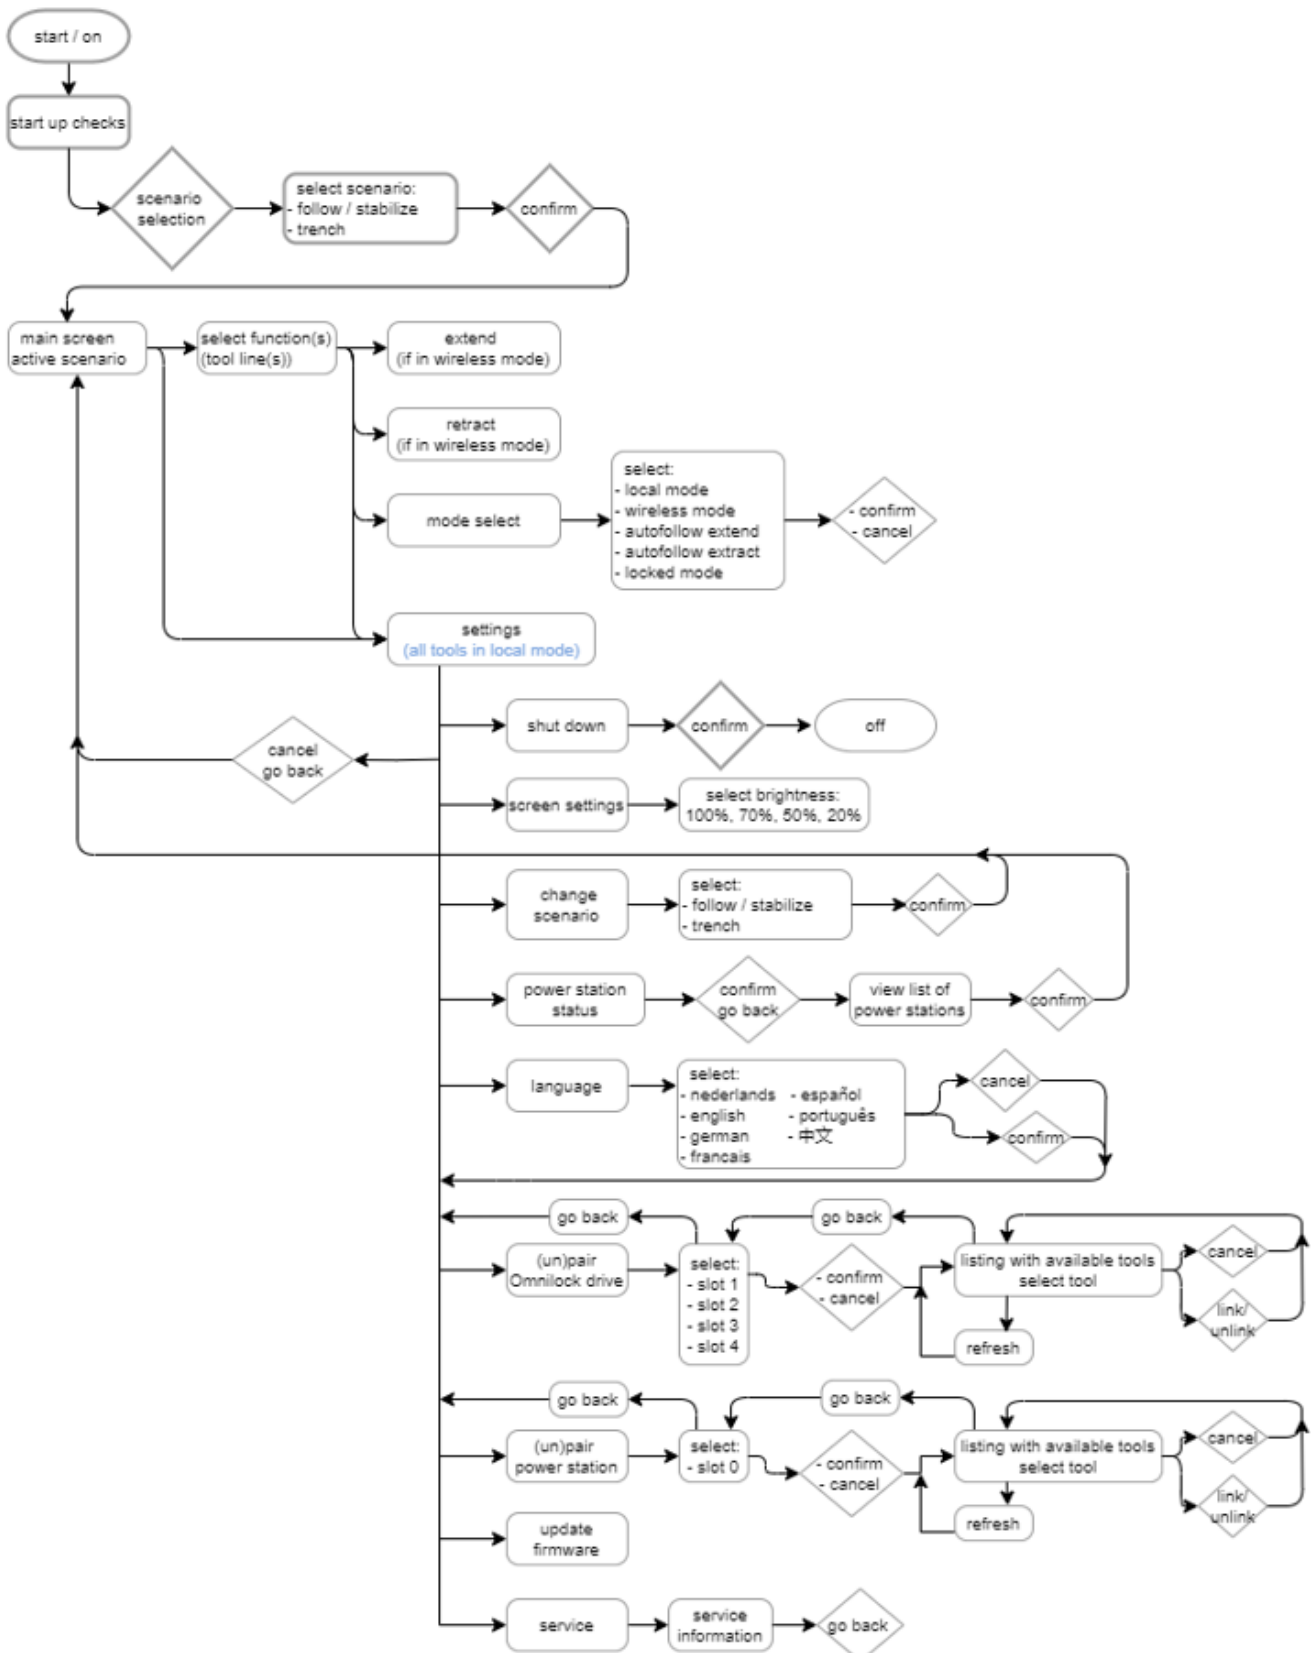 start / on
start up checks
scenario
selection
select scenario:
- follow / stabilize
- trench
confirm
main screen
active scenario
select function(s)
(tool line(s))
extend
(if in wireless mode)
retract
(if in wireless mode)
mode select
select:
- local mode
- wireless mode
- autofollow extend
- autofollow extract
- locked mode
- confirm
- cancel
settings
(all tools in local mode)
shut down
confirm
off
cancel
go back
screen settings
select brightness:
100%, 70%, 50%, 20%
change
scenario
select:
- follow / stabilize
- trench
confirm
power station
status
confirm
go back
view list of
power stations
confirm
language
select:
- nederlands - español
- english - português
- german - 中文
- francais
cancel
confirm
go back
go back
(un)pair
Omnilock drive
select:
- slot 1
- slot 2
- slot 3
- slot 4
- confirm
- cancel
listing with available tools
select tool
cancel
link/
unlink
refresh
go back
go back
(un)pair
power station
select:
- slot 0
- confirm
- cancel
listing with available tools
select tool
cancel
link/
unlink
refresh
update
firmware
service
service
information
go back